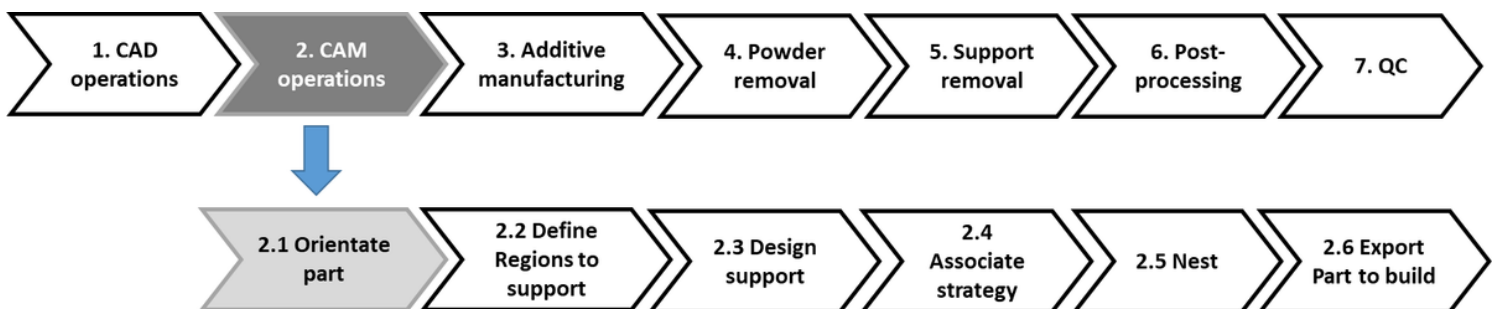 1. CAD
operations
2. CAM
operations
3. Additive
manufacturing
4. Powder
removal
5. Support
removal
6. Post-
processing
7. QC
2.1 Orientate
part
2.2 Define
Regions to
support
2.3 Design
support
2.4
Associate
strategy
2.5 Nest
2.6 Export
Part to build